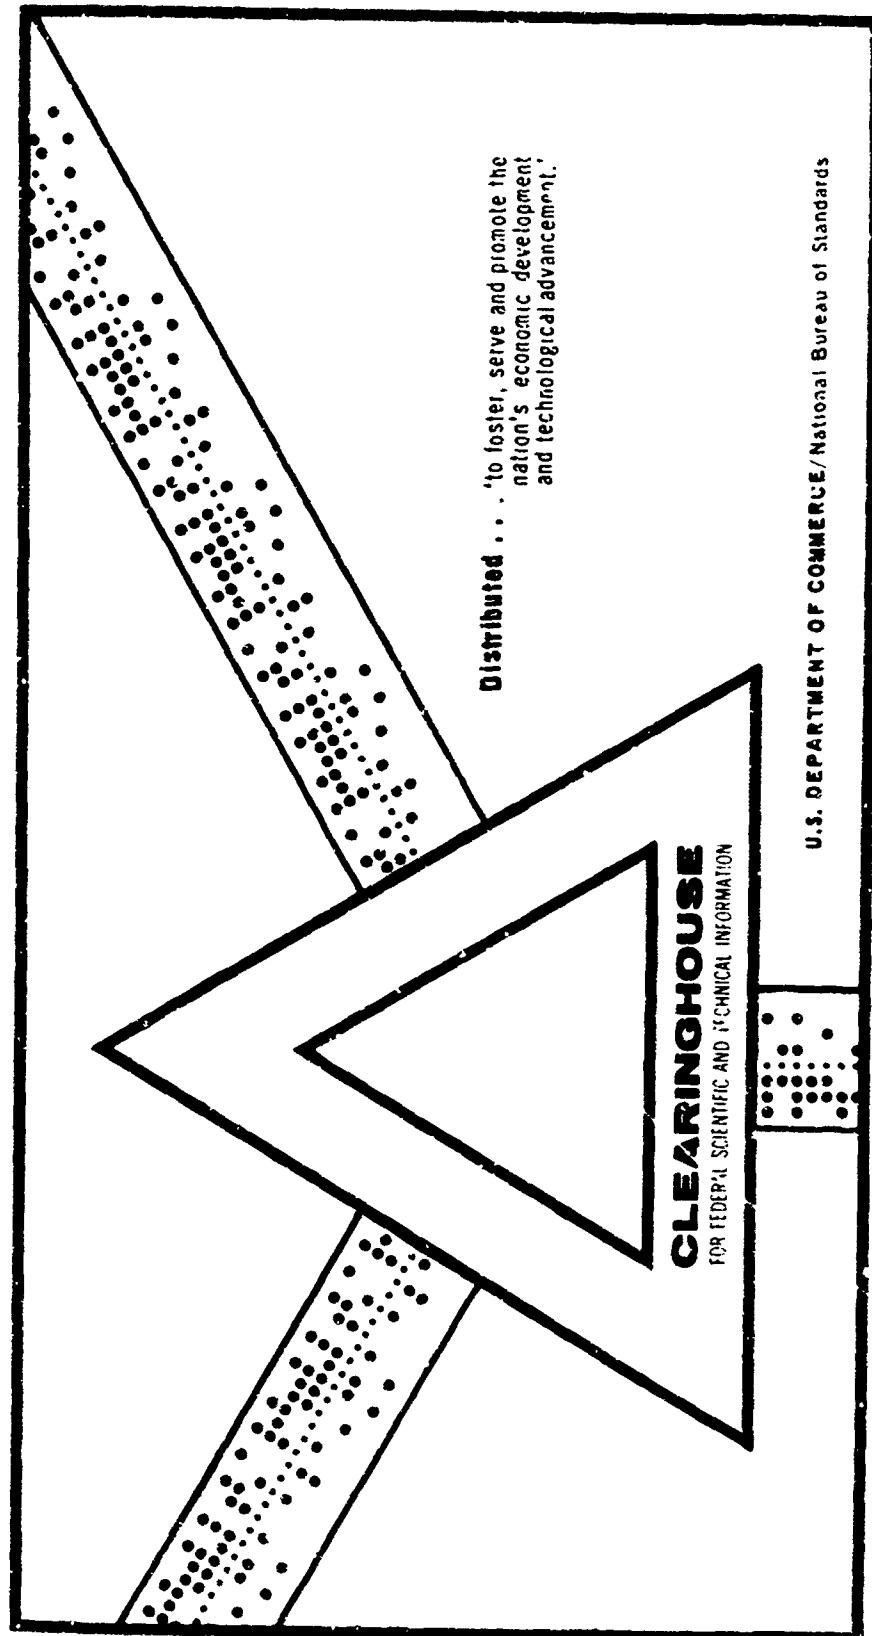 Distributed . . . 'to foster, serve and promote the
nation's economic development
and technological advancement.'
CLEARINGHOUSE
FOR FEDERAL SCIENTIFIC AND TECHNICAL INFORMATION
U.S. DEPARTMENT OF COMMERCE/National Bureau of Standards